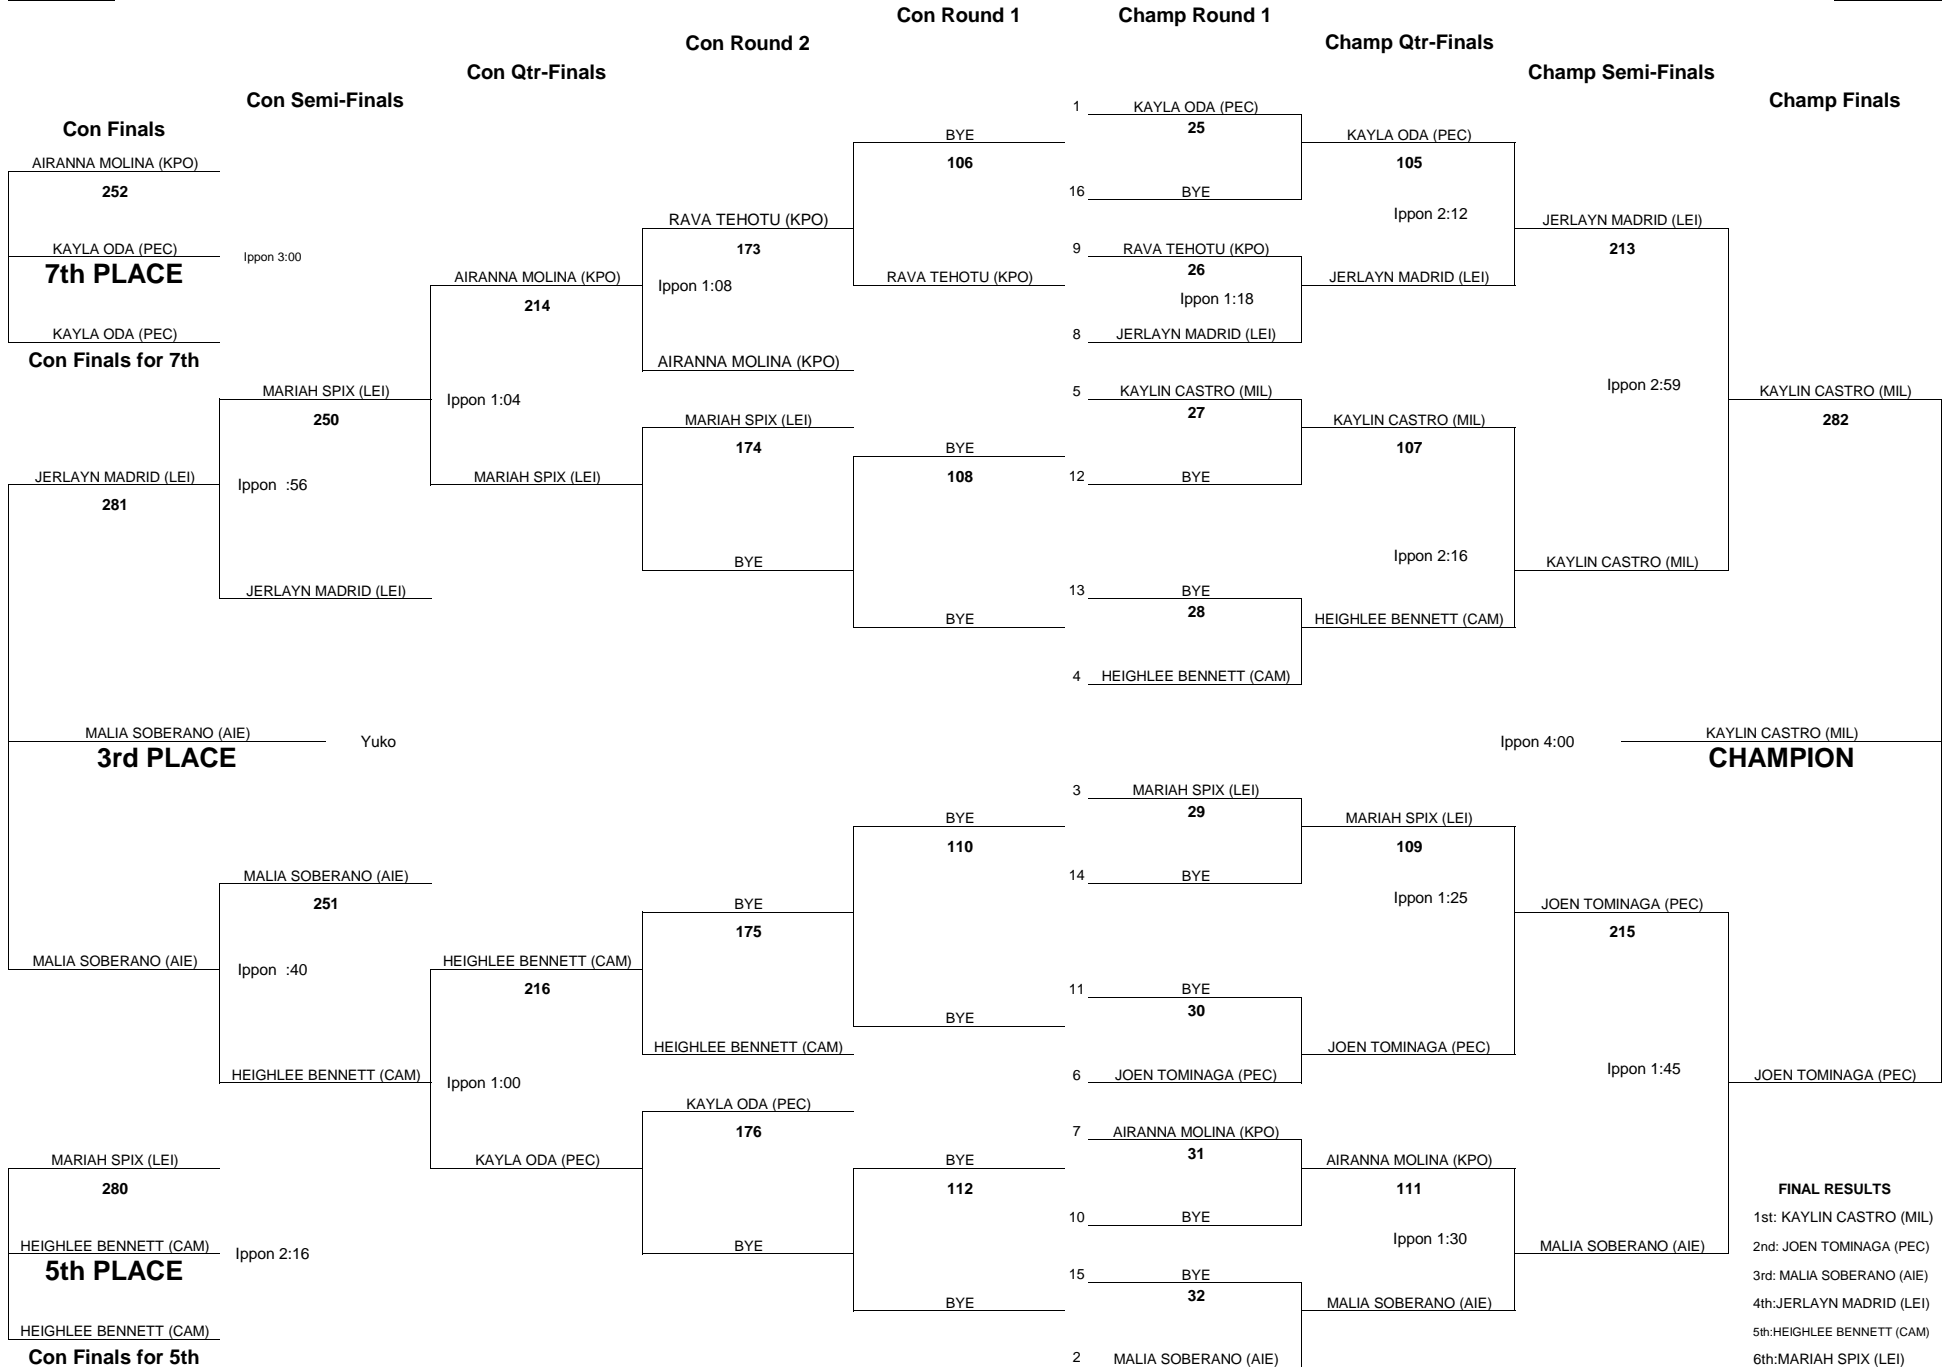 Con Round 1
Champ Round 1
Con Round 2
Champ Qtr-Finals
Con Qtr-Finals
Champ Semi-Finals
Con Semi-Finals
Champ Finals
Con Finals
AIRANNA MOLINA (KPO)
252
KAYLA ODA (PEC)
7th PLACE
Ippon 3:00
KAYLA ODA (PEC)
Con Finals for 7th
JERLAYN MADRID (LEI)
281
MALIA SOBERANO (AIE)
3rd PLACE
Yuko
MALIA SOBERANO (AIE)
MARIAH SPIX (LEI)
280
HEIGHLEE BENNETT (CAM)
5th PLACE
Ippon 2:16
HEIGHLEE BENNETT (CAM)
Con Finals for 5th
MARIAH SPIX (LEI)
250
Ippon :56
JERLAYN MADRID (LEI)
MALIA SOBERANO (AIE)
251
Ippon :40
HEIGHLEE BENNETT (CAM)
AIRANNA MOLINA (KPO)
214
Ippon 1:04
MARIAH SPIX (LEI)
HEIGHLEE BENNETT (CAM)
216
Ippon 1:00
KAYLA ODA (PEC)
RAVA TEHOTU (KPO)
173
Ippon 1:08
AIRANNA MOLINA (KPO)
MARIAH SPIX (LEI)
174
BYE
BYE
175
HEIGHLEE BENNETT (CAM)
KAYLA ODA (PEC)
176
BYE
BYE
106
RAVA TEHOTU (KPO)
BYE
108
BYE
BYE
110
BYE
BYE
112
BYE
1 KAYLA ODA (PEC)
25
16 BYE
9 RAVA TEHOTU (KPO)
26
Ippon 1:18
8 JERLAYN MADRID (LEI)
5 KAYLIN CASTRO (MIL)
27
12 BYE
13 BYE
28
4 HEIGHLEE BENNETT (CAM)
3 MARIAH SPIX (LEI)
29
14 BYE
11 BYE
30
6 JOEN TOMINAGA (PEC)
7 AIRANNA MOLINA (KPO)
31
10 BYE
15 BYE
32
2 MALIA SOBERANO (AIE)
KAYLA ODA (PEC)
105
Ippon 2:12
JERLAYN MADRID (LEI)
KAYLIN CASTRO (MIL)
107
Ippon 2:16
HEIGHLEE BENNETT (CAM)
MARIAH SPIX (LEI)
109
Ippon 1:25
JOEN TOMINAGA (PEC)
AIRANNA MOLINA (KPO)
111
Ippon 1:30
MALIA SOBERANO (AIE)
JERLAYN MADRID (LEI)
213
Ippon 2:59
KAYLIN CASTRO (MIL)
JOEN TOMINAGA (PEC)
215
Ippon 1:45
MALIA SOBERANO (AIE)
KAYLIN CASTRO (MIL)
282
Ippon 4:00
KAYLIN CASTRO (MIL)
CHAMPION
JOEN TOMINAGA (PEC)
FINAL RESULTS
1st: KAYLIN CASTRO (MIL)
2nd: JOEN TOMINAGA (PEC)
3rd: MALIA SOBERANO (AIE)
4th:JERLAYN MADRID (LEI)
5th:HEIGHLEE BENNETT (CAM)
6th:MARIAH SPIX (LEI)